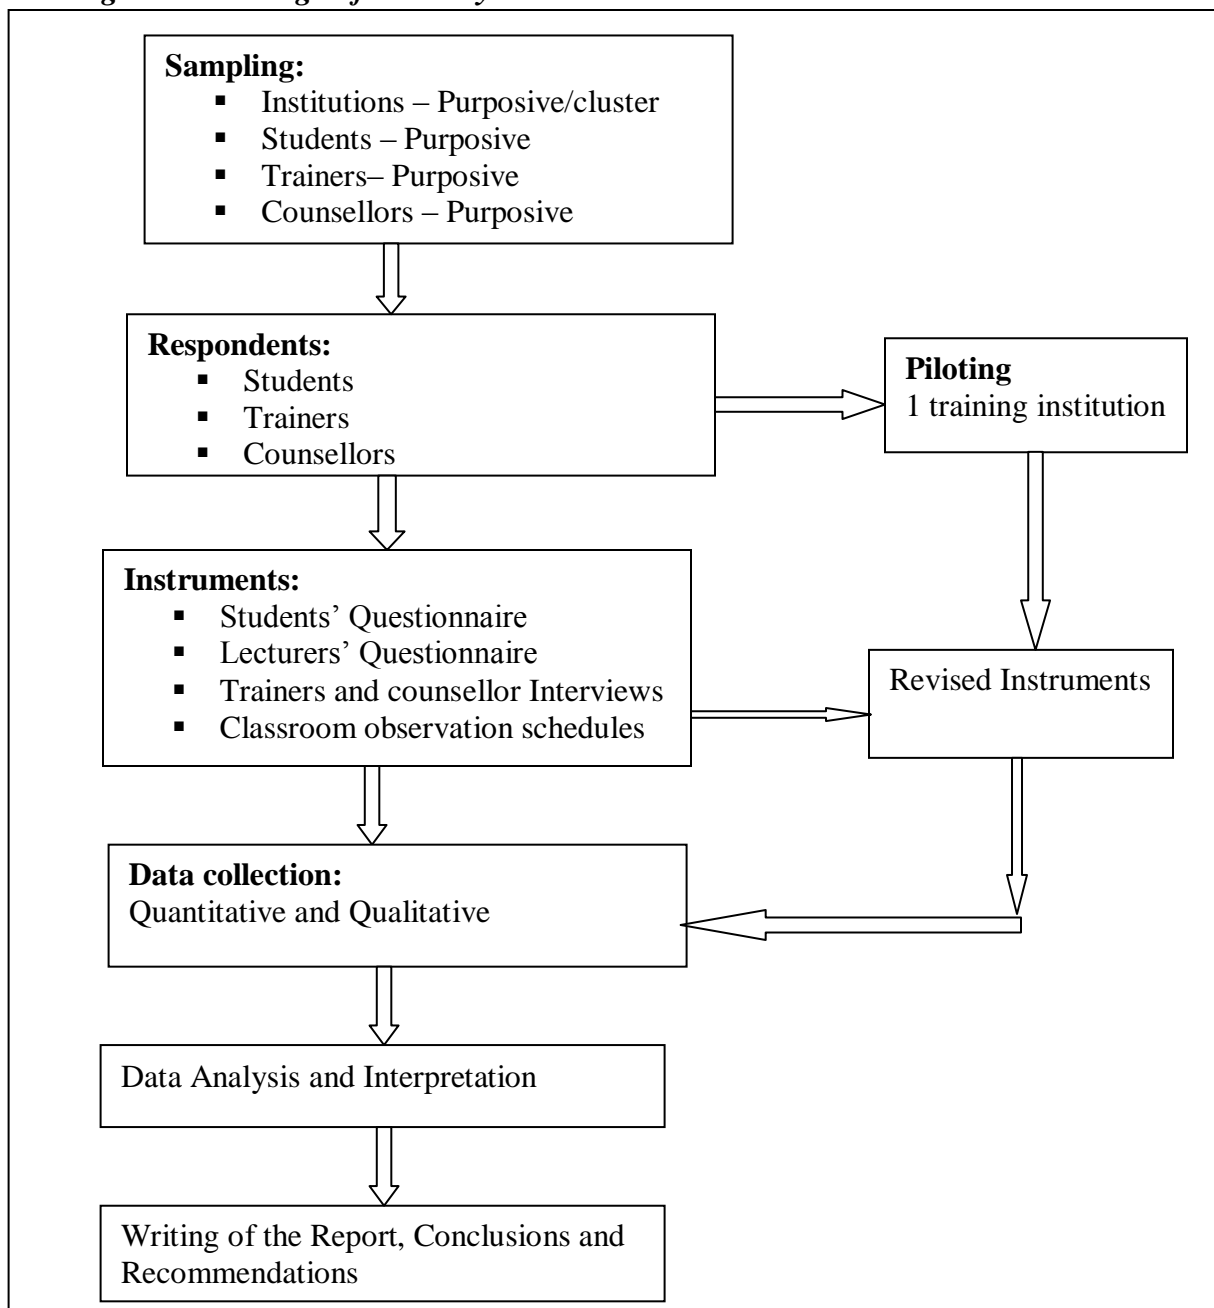 Sampling:
▪ Institutions – Purposive/cluster
▪ Students – Purposive
▪ Trainers– Purposive
▪ Counsellors – Purposive
Respondents:
▪ Students
▪ Trainers
▪ Counsellors
Piloting
1 training institution
Instruments:
▪ Students’ Questionnaire
▪ Lecturers’ Questionnaire
▪ Trainers and counsellor Interviews
▪ Classroom observation schedules
Revised Instruments
Data collection:
Quantitative and Qualitative
Data Analysis and Interpretation
Writing of the Report, Conclusions and
Recommendations